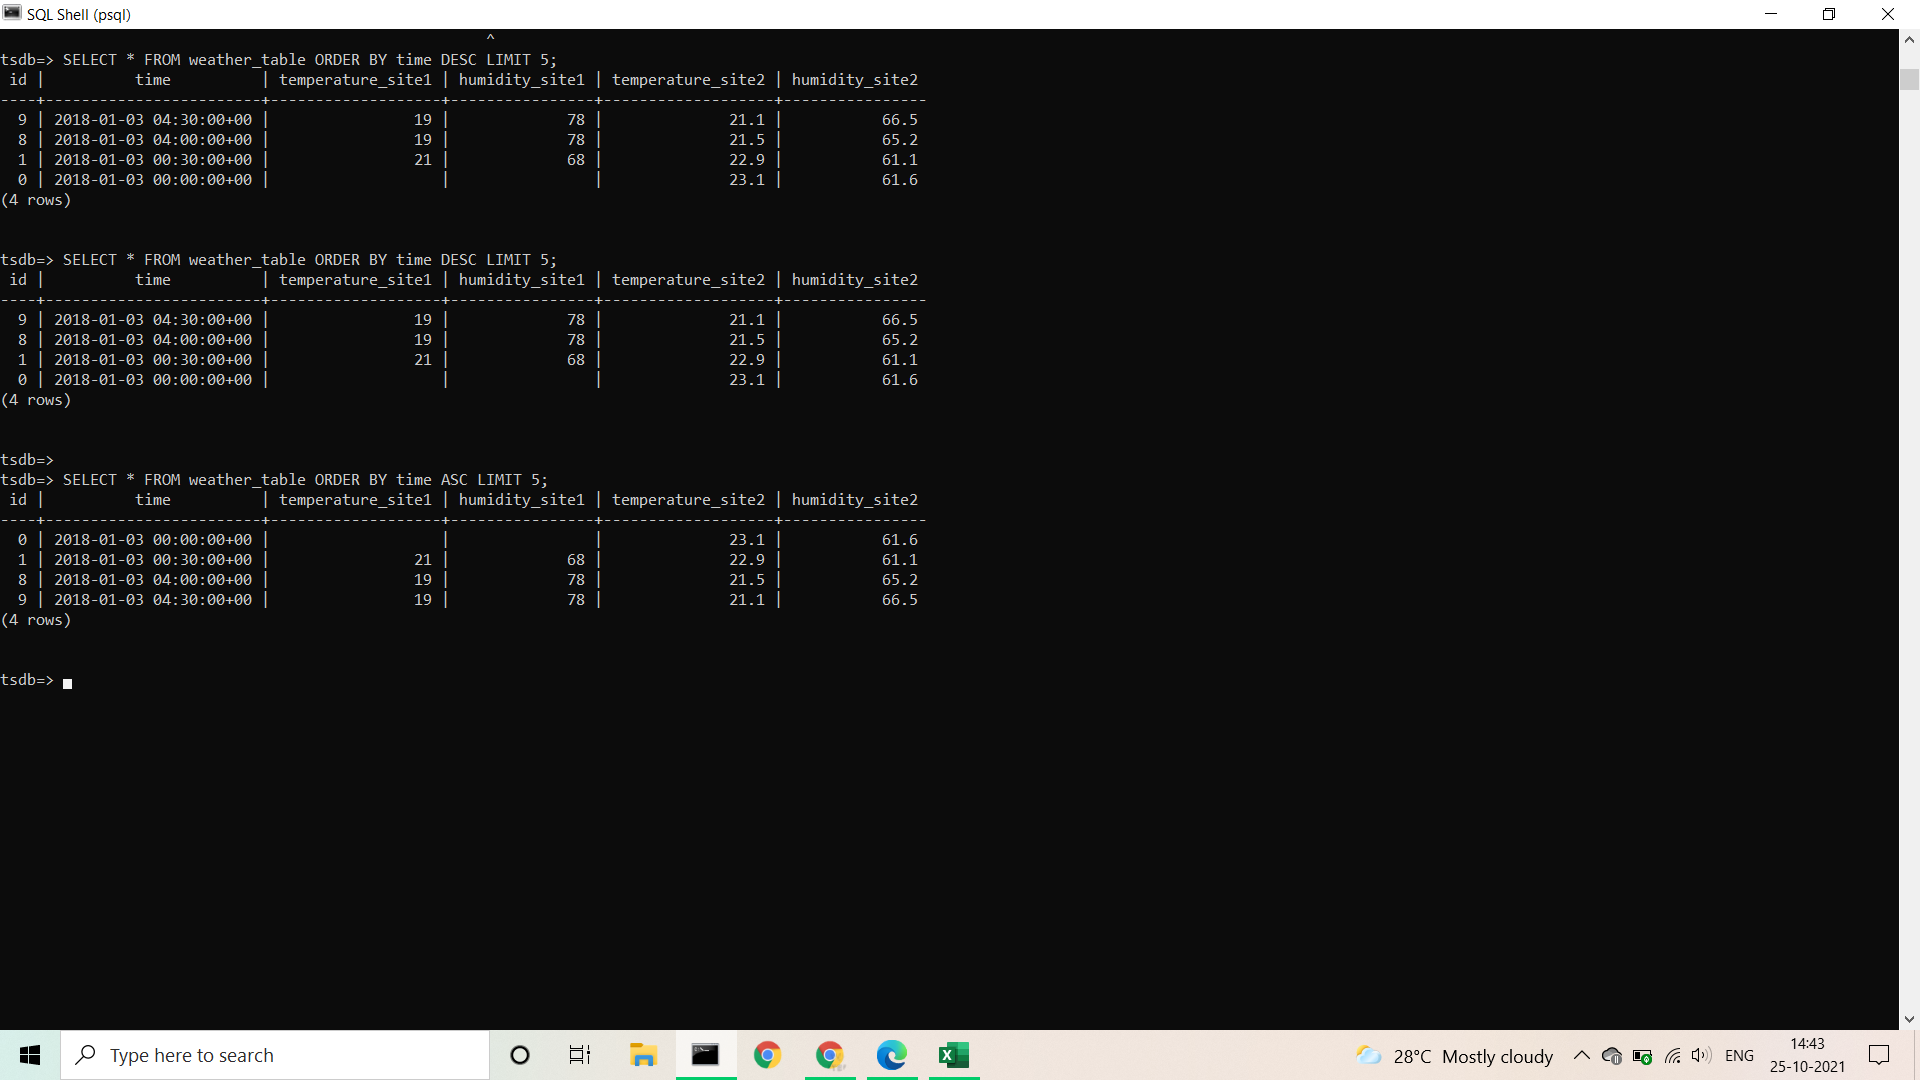 SQL Shell (psql)
^
tsdb=> SELECT * FROM weather_table ORDER BY time DESC LIMIT 5;
 id |          time          | temperature_site1 | humidity_site1 | temperature_site2 | humidity_site2
----+------------------------+-------------------+----------------+-------------------+----------------
  9 | 2018-01-03 04:30:00+00 |                19 |             78 |              21.1 |           66.5
  8 | 2018-01-03 04:00:00+00 |                19 |             78 |              21.5 |           65.2
  1 | 2018-01-03 00:30:00+00 |                21 |             68 |              22.9 |           61.1
  0 | 2018-01-03 00:00:00+00 |                   |                |              23.1 |           61.6
(4 rows)
tsdb=> SELECT * FROM weather_table ORDER BY time DESC LIMIT 5;
 id |          time          | temperature_site1 | humidity_site1 | temperature_site2 | humidity_site2
----+------------------------+-------------------+----------------+-------------------+----------------
  9 | 2018-01-03 04:30:00+00 |                19 |             78 |              21.1 |           66.5
  8 | 2018-01-03 04:00:00+00 |                19 |             78 |              21.5 |           65.2
  1 | 2018-01-03 00:30:00+00 |                21 |             68 |              22.9 |           61.1
  0 | 2018-01-03 00:00:00+00 |                   |                |              23.1 |           61.6
(4 rows)
tsdb=>
tsdb=> SELECT * FROM weather_table ORDER BY time ASC LIMIT 5;
 id |          time          | temperature_site1 | humidity_site1 | temperature_site2 | humidity_site2
----+------------------------+-------------------+----------------+-------------------+----------------
  0 | 2018-01-03 00:00:00+00 |                   |                |              23.1 |           61.6
  1 | 2018-01-03 00:30:00+00 |                21 |             68 |              22.9 |           61.1
  8 | 2018-01-03 04:00:00+00 |                19 |             78 |              21.5 |           65.2
  9 | 2018-01-03 04:30:00+00 |                19 |             78 |              21.1 |           66.5
(4 rows)
tsdb=>
Type here to search
28°C Mostly cloudy
ENG
14:43
25-10-2021